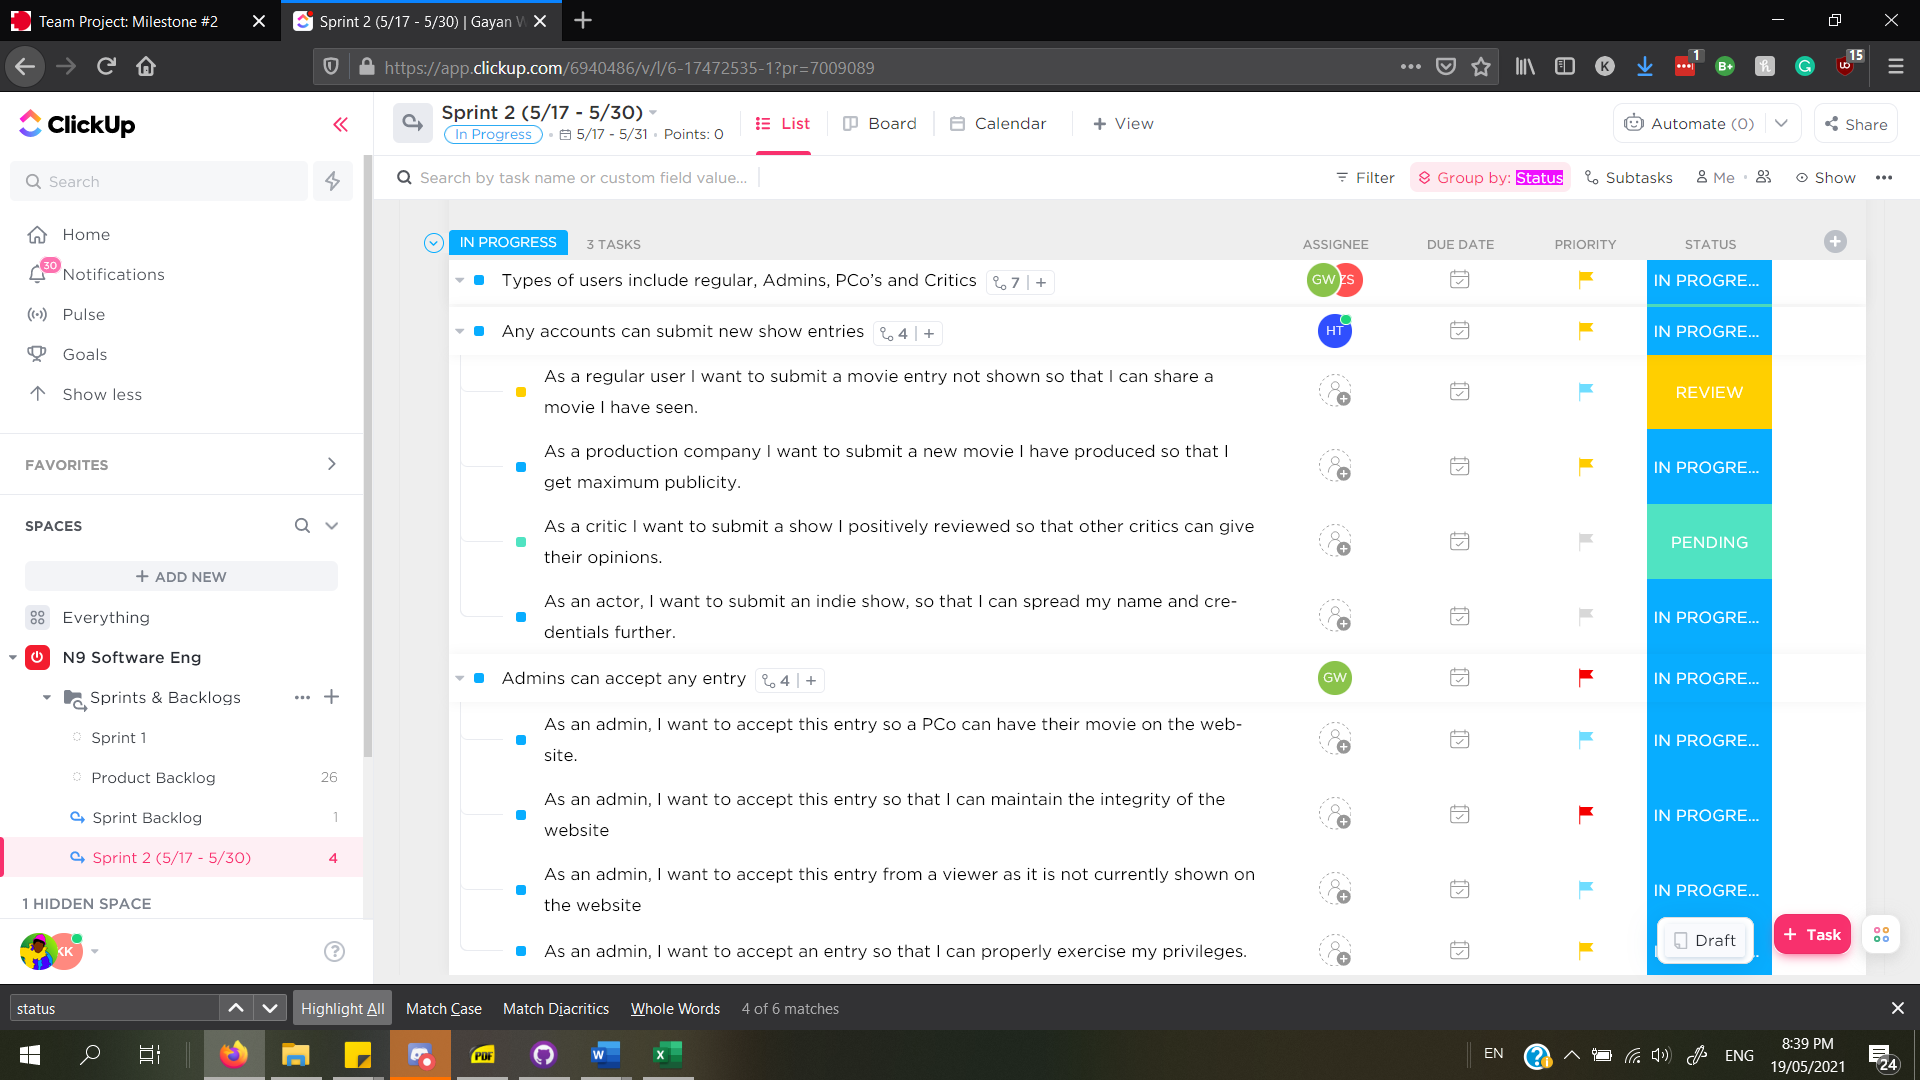 Team Project: Milestone #2
Sprint 2 (5/17 - 5/30) | Gayan W
https://app.clickup.com/6940486/v/l/6-17472535-1?pr=7009089
1
15
ClickUp
Search
Home
30
Notifications
Pulse
Goals
Show less
FAVORITES
SPACES
+ ADD NEW
Everything
N9 Software Eng
Sprints & Backlogs
Sprint 1
Product Backlog 26
Sprint Backlog 1
Sprint 2 (5/17 - 5/30) 4
1 HIDDEN SPACE
KK
Sprint 2 (5/17 - 5/30)
In Progress 5/17 - 5/31 Points: 0
List
Board
Calendar
+ View
Automate (0)
Share
Search by task name or custom field value...
Filter
Group by: Status
Subtasks
Me
Show
IN PROGRESS 3 TASKS ASSIGNEE DUE DATE PRIORITY STATUS
Types of users include regular, Admins, PCo's and Critics 7 | + GW ZS IN PROGRE...
Any accounts can submit new show entries 4 | + HT IN PROGRE...
As a regular user I want to submit a movie entry not shown so that I can share a
movie I have seen.
REVIEW
As a production company I want to submit a new movie I have produced so that I
get maximum publicity.
IN PROGRE...
As a critic I want to submit a show I positively reviewed so that other critics can give
their opinions.
PENDING
As an actor, I want to submit an indie show, so that I can spread my name and cre-
dentials further.
IN PROGRE...
Admins can accept any entry 4 | + GW IN PROGRE...
As an admin, I want to accept this entry so a PCo can have their movie on the web-
site.
IN PROGRE...
As an admin, I want to accept this entry so that I can maintain the integrity of the
website
IN PROGRE...
As an admin, I want to accept this entry from a viewer as it is not currently shown on
the website
IN PROGRE...
As an admin, I want to accept an entry so that I can properly exercise my privileges.
Draft
+ Task
status
Highlight All
Match Case
Match Diacritics
Whole Words
4 of 6 matches
PDF
EN
ENG
8:39 PM
19/05/2021
24